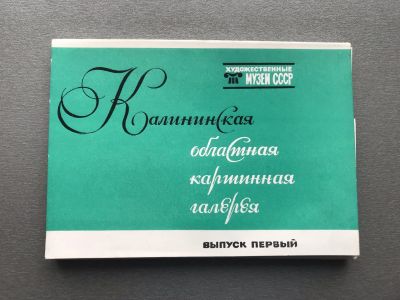 ХУДОЖЕСТВЕННЫЕ
МУЗЕИ СССР
Калининская
областная
картинная
галерея
ВЫПУСК ПЕРВЫЙ